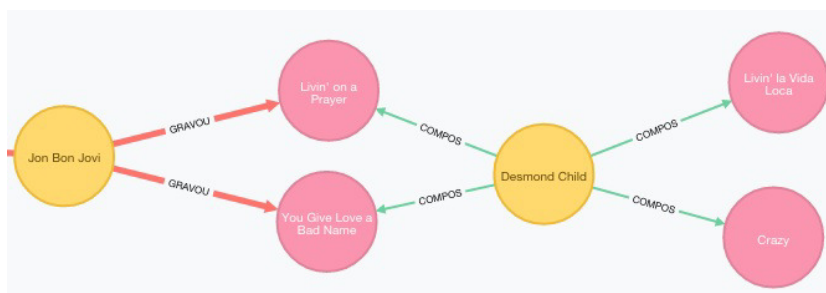 Jon Bon Jovi
GRAVOU
GRAVOU
Livin' on a
Prayer
You Give Love a
Bad Name
COMPOS
COMPOS
Desmond Child
COMPOS
COMPOS
Livin' la Vida
Loca
Crazy